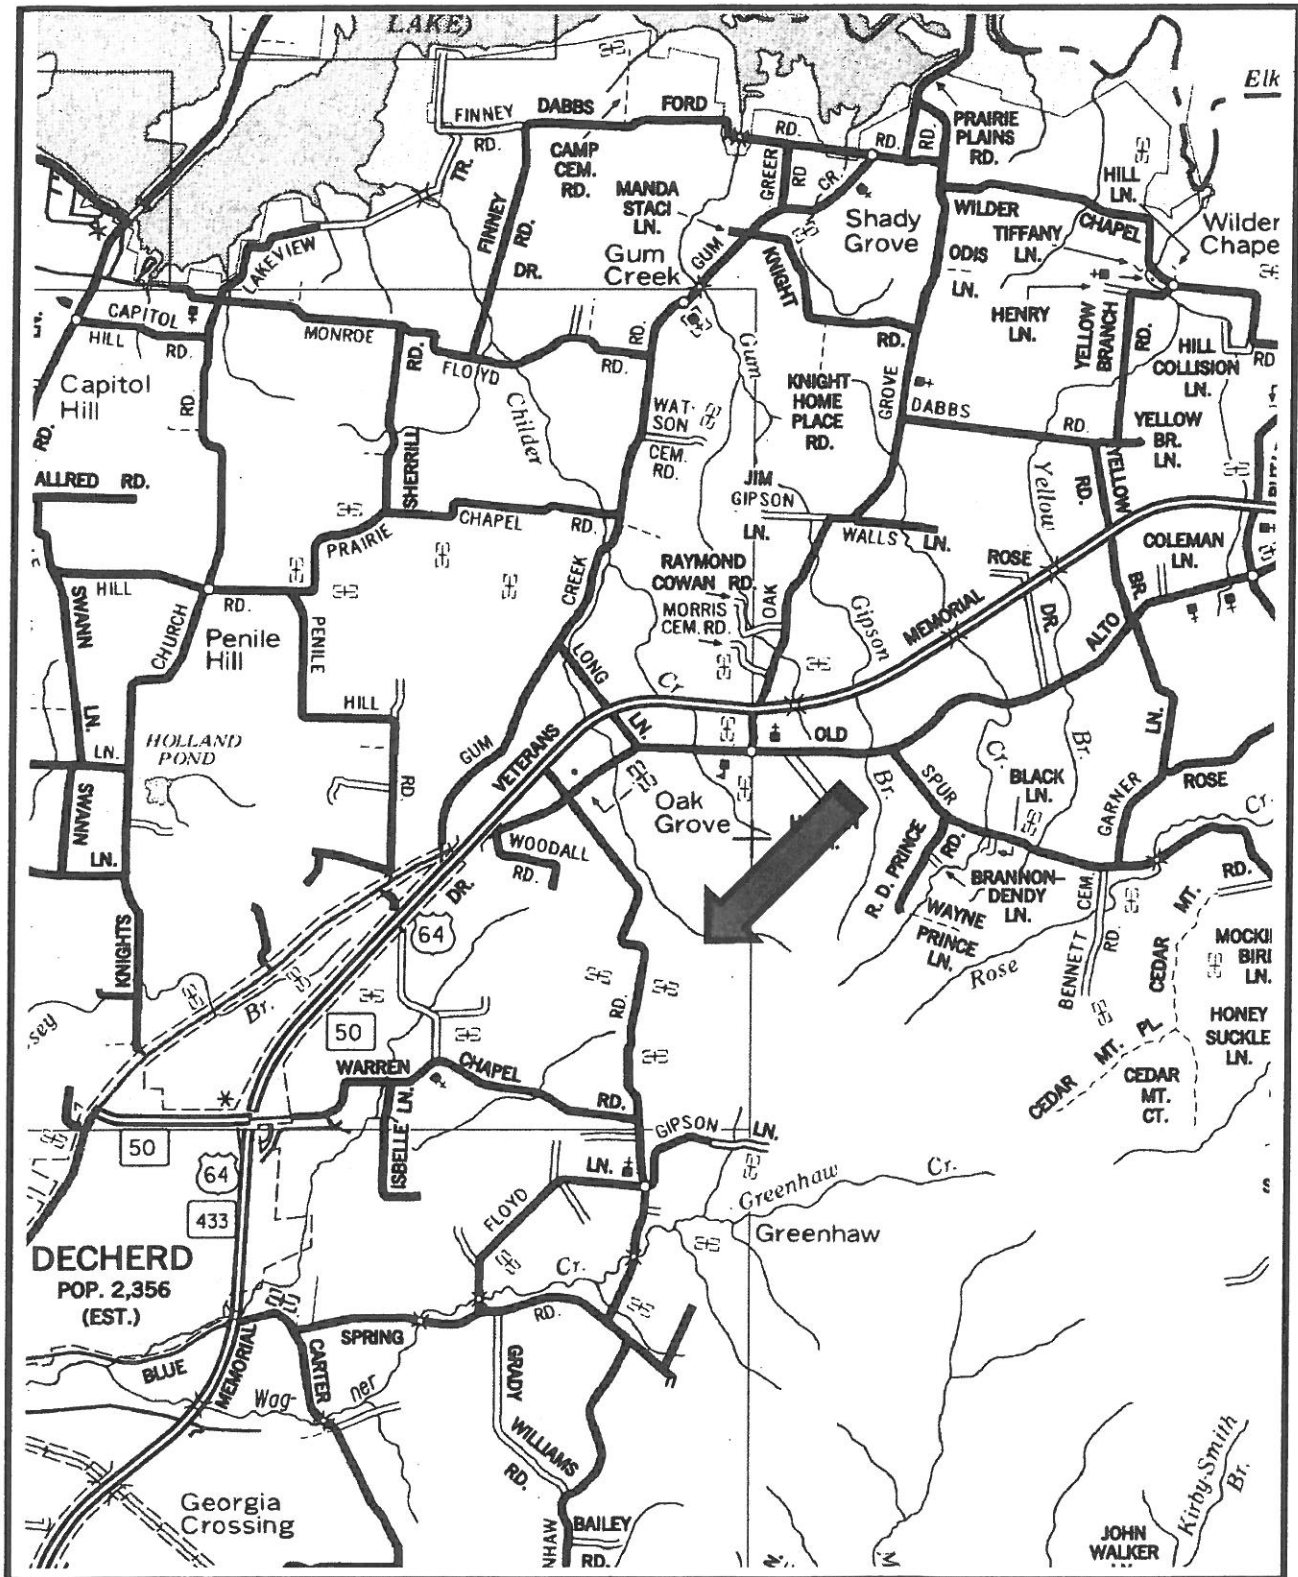 LAKE)
Elk
FINNEY
RD.
DABBS
FORD
RD.
RD.
RD.
PRAIRIE
PLAINS
RD.
CAMP
CEM.
RD.
TR.
GREER
RD
CR.
HILL
LN.
MANDA
STACI
LN.
Shady
Grove
WILDER
CHAPEL
Wilder
Chape
TIFFANY
LN.
FINNEY
RD.
DR.
LAKEVIEW
Gum
Creek
GUM
KNIGHT
RD.
ODIS
LN.
HENRY
LN.
YELLOW
BRANCH
RD.
HILL
COLLISION
LN.
RD
LN.
CAPITOL
HILL
RD.
MONROE
RD.
FLOYD
RD.
RD.
Capitol
Hill
RD.
RD.
Childer
Gum
KNIGHT
HOME
PLACE
RD.
GROVE
DABBS
RD.
YELLOW
BR.
LN.
WAT-
SON
CEM.
RD.
ALLRED RD.
SHERRILL
JIM
GIPSON
LN.
Yellow
YELLOW
RD.
PRAIRIE
CHAPEL
RD.
WALLS
LN.
COLEMAN
LN.
HILL
RD.
SWANN
LN.
CHURCH
Penile
Hill
PENILE
HILL
RD.
CREEK
RAYMOND
COWAN RD.
MORRIS
CEM. RD.
OAK
Gipson
MEMORIAL
ROSE
DR.
ALTO
BR.
LONG
LN.
Cr
LN.
HOLLAND
POND
GUM
VETERANS
OLD
Cr.
Br.
LN.
SWANN
LN.
Oak
Grove
Br.
SPUR
BLACK
LN.
GARNER
ROSE
Cr.
WOODALL
RD.
DR.
R. D. PRINCE
RD.
BRANNON-
DENDY
LN.
WAYNE
PRINCE
LN.
CEM.
MT.
RD.
64
KNIGHTS
Rose
BENNETT
RD.
CEDAR
MOCKI
BIRI
LN.
sey
Br.
50
RD.
HONEY
SUCKLE
LN.
WARREN
CHAPEL
RD.
CEDAR
MT.
PL.
CEDAR
MT.
CT.
50
ISBELLE
LN.
GIPSON
LN.
64
433
FLOYD
LN.
Greenhaw
Cr.
Greenhaw
DECHERD
POP. 2,356
(EST.)
Cr.
BLUE
MEMORIAL
SPRING
RD.
CARTER
Wag-
ner
GRADY
WILLIAMS
RD.
Georgia
Crossing
NHAW
BAILEY
RD.
N.
M
JOHN
WALKER
Kirby-Smith
Br.